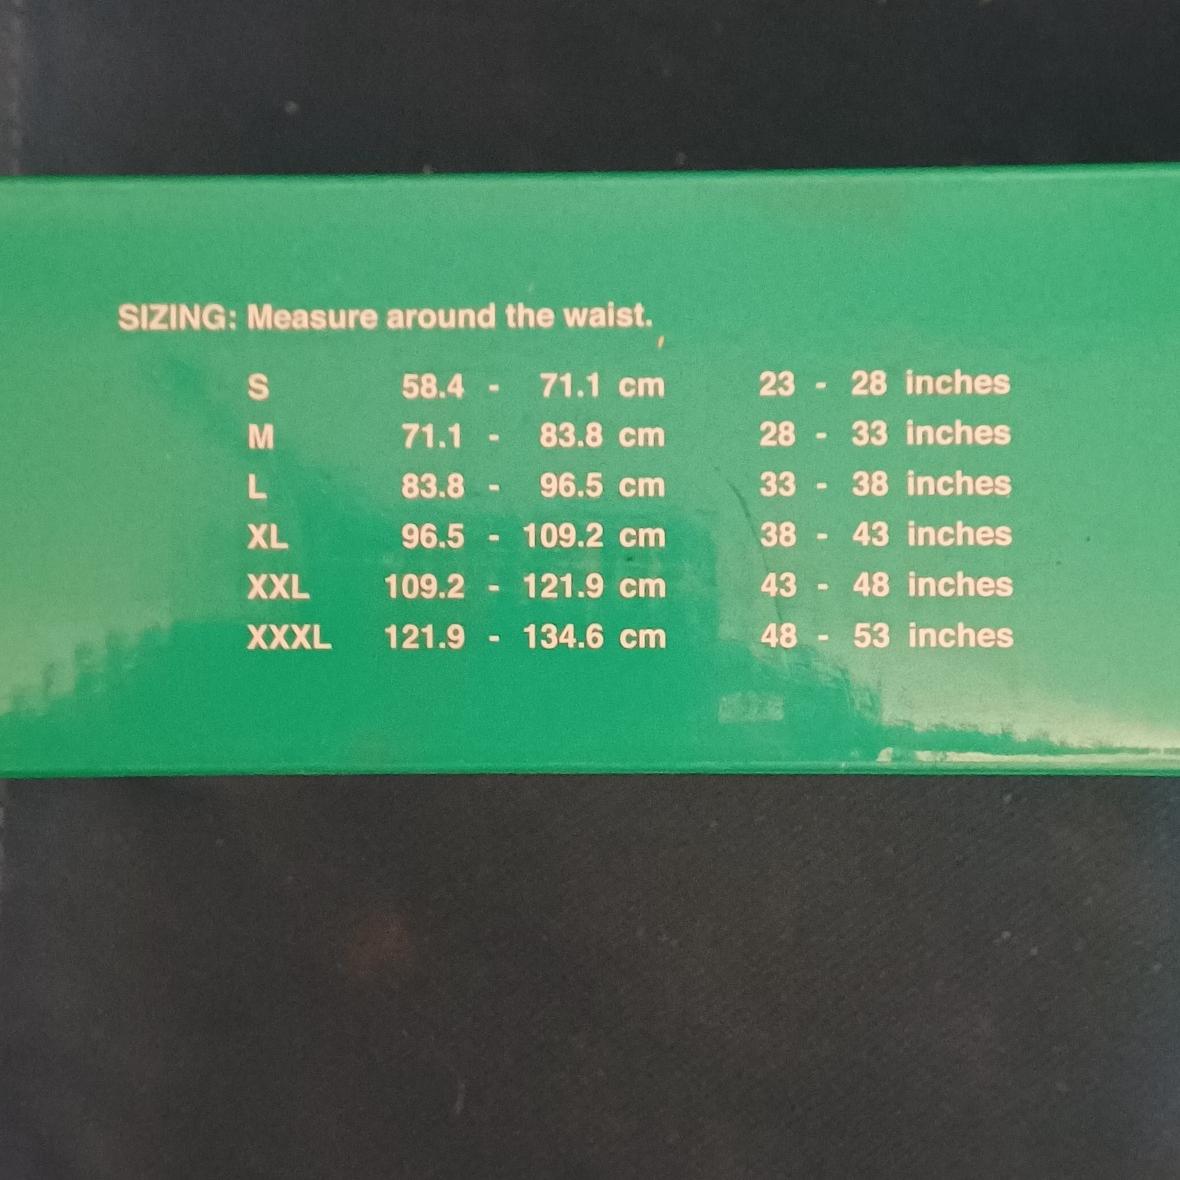 SIZING: Measure around the waist.
S 58.4 - 71.1 cm 23 - 28 inches
M 71.1 - 83.8 cm 28 - 33 inches
L 83.8 - 96.5 cm 33 - 38 inches
XL 96.5 - 109.2 cm 38 - 43 inches
XXL 109.2 - 121.9 cm 43 - 48 inches
XXXL 121.9 - 134.6 cm 48 - 53 inches